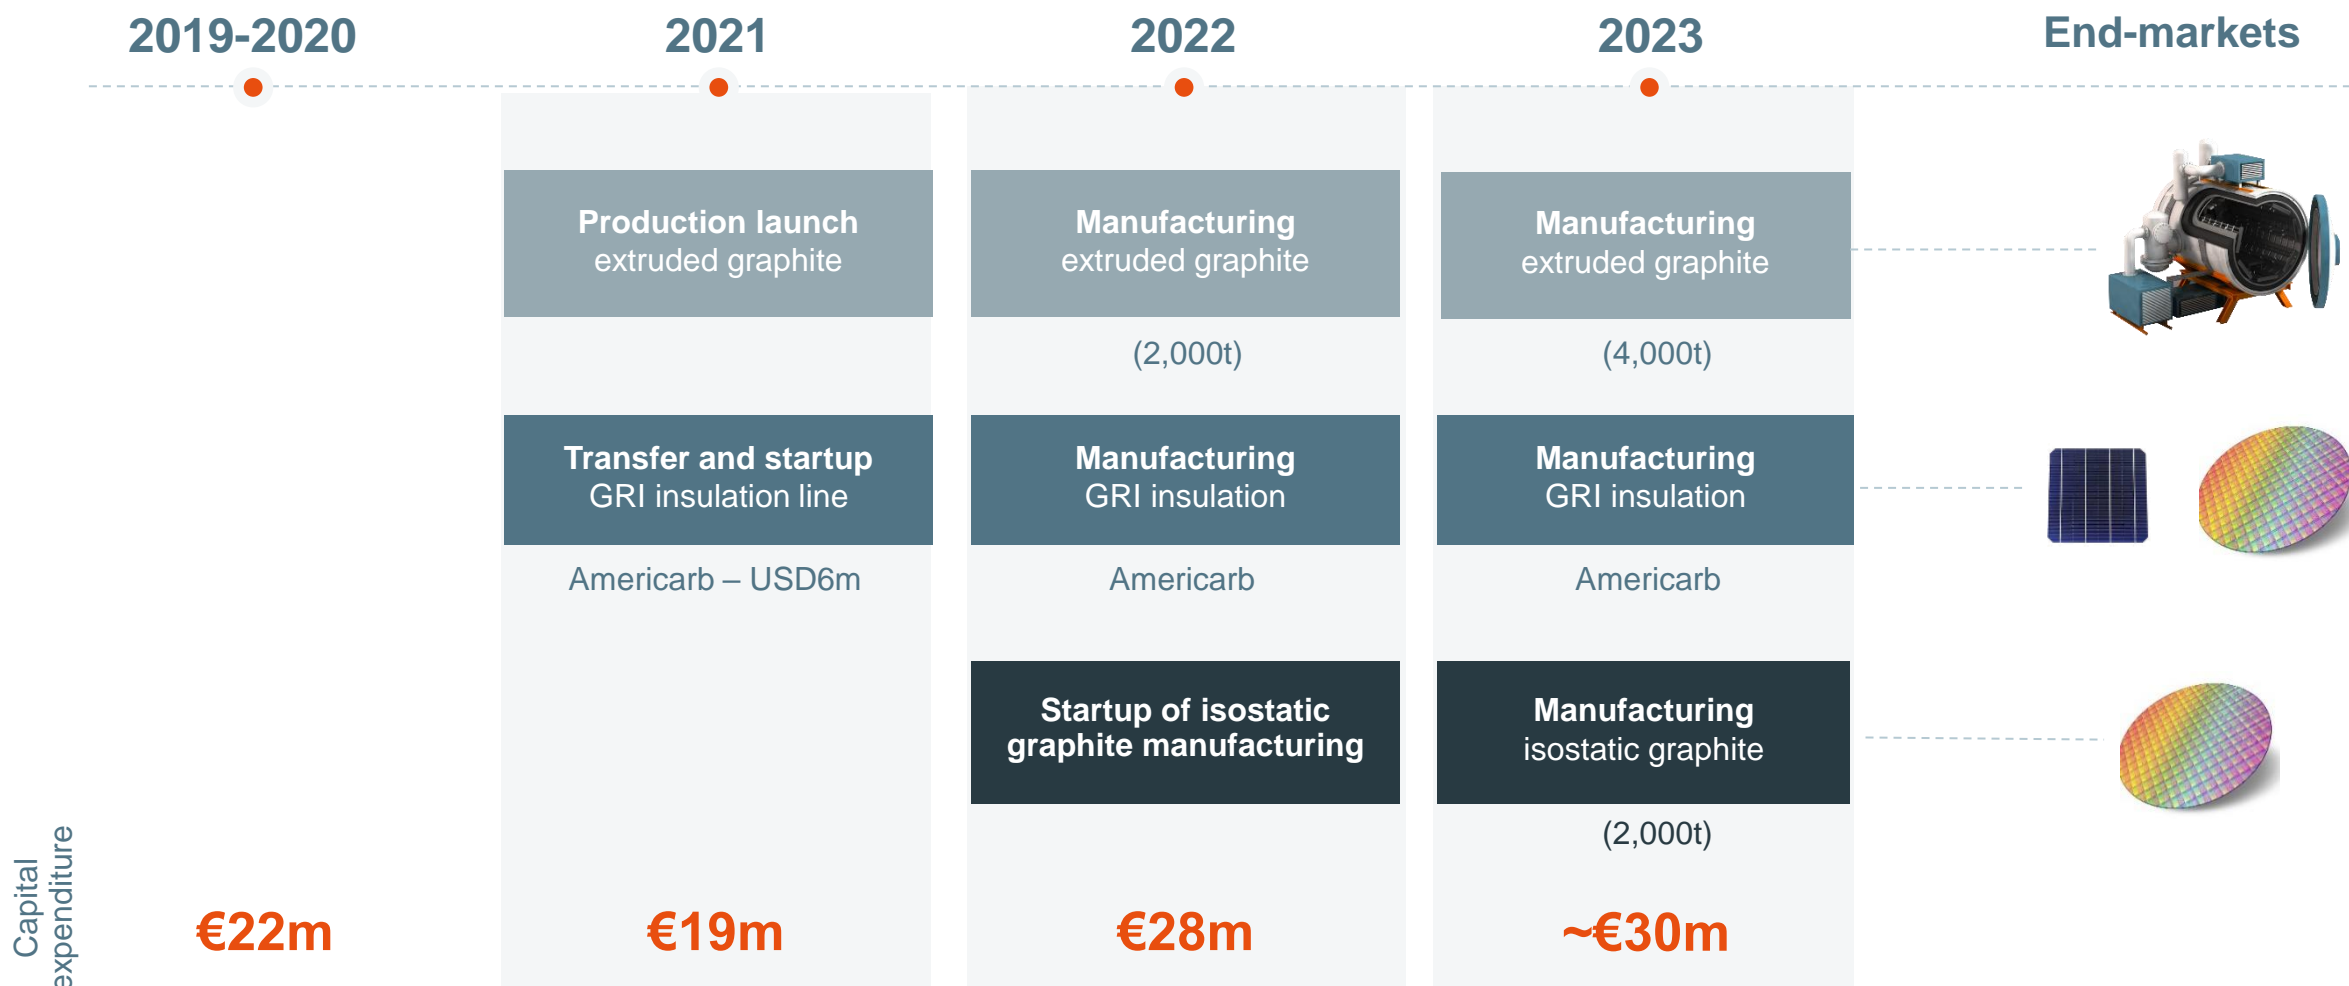 2019-2020
2021
2022
2023
End-markets
Production launch
extruded graphite
Manufacturing
extruded graphite
(2,000t)
Manufacturing
extruded graphite
(4,000t)
Transfer and startup
GRI insulation line
Americarb – USD6m
Manufacturing
GRI insulation
Americarb
Manufacturing
GRI insulation
Americarb
Startup of isostatic
graphite manufacturing
Manufacturing
isostatic graphite
(2,000t)
Capital
expenditure
€22m
€19m
€28m
~€30m